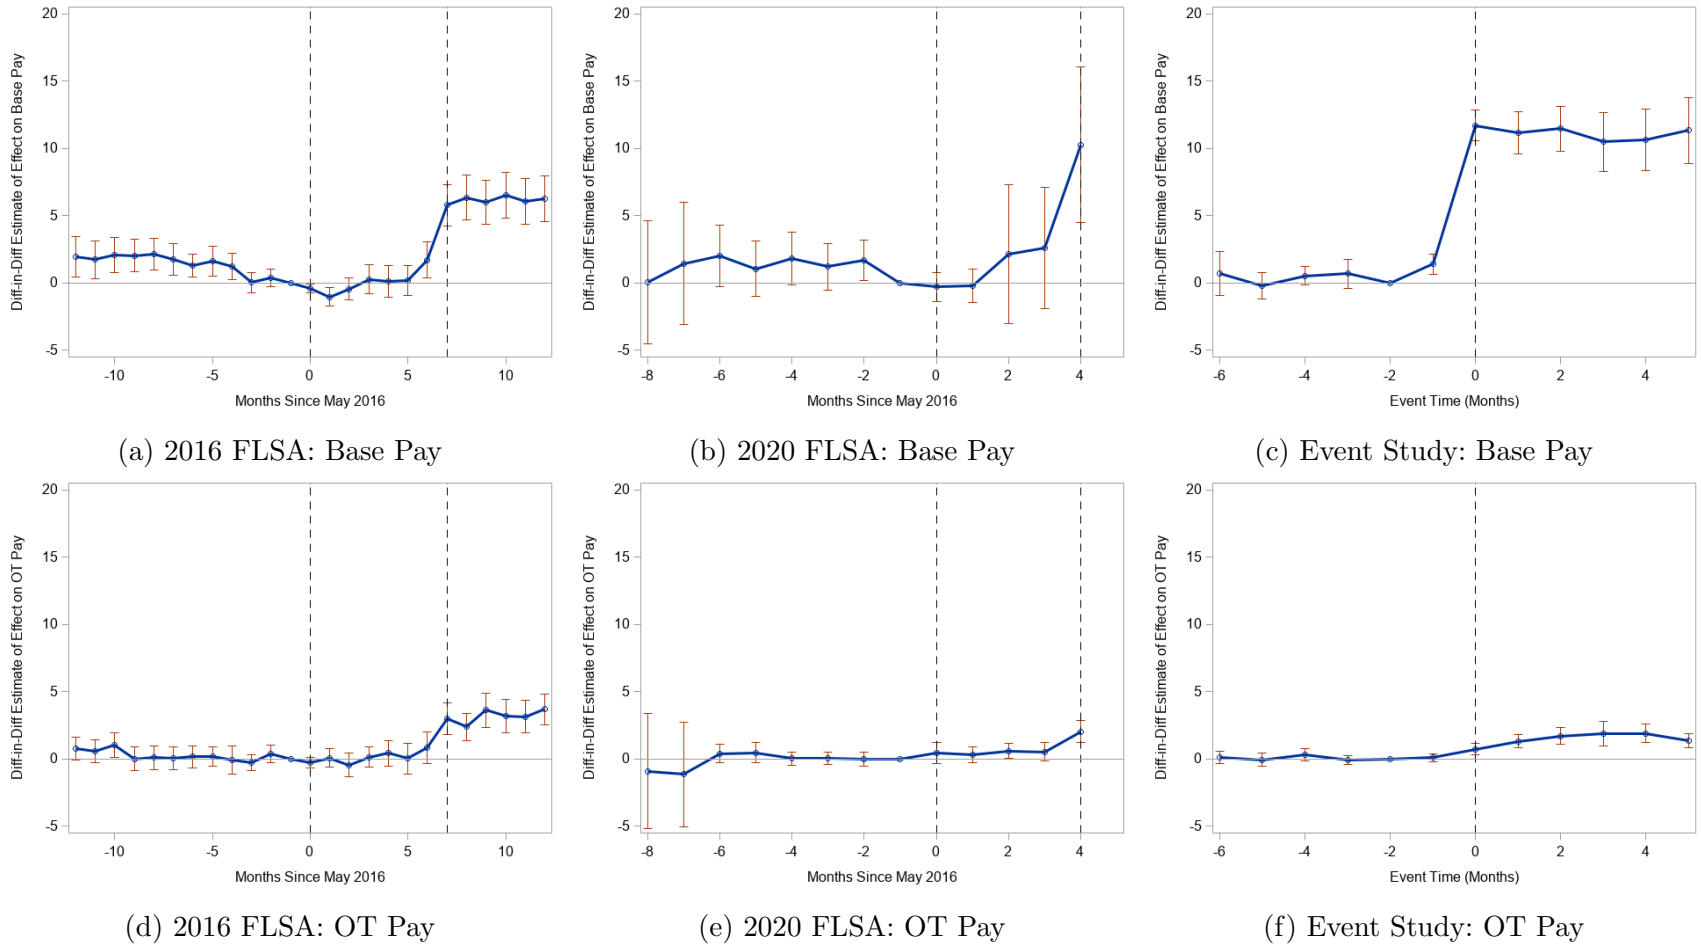 Diff-in-Diff Estimate of Effect on Base Pay
20
15
10
5
0
-5
-10 -5 0 5 10
Months Since May 2016
(a) 2016 FLSA: Base Pay
Diff-in-Diff Estimate of Effect on Base Pay
20
15
10
5
0
-5
-8 -6 -4 -2 0 2 4
Months Since May 2016
(b) 2020 FLSA: Base Pay
Diff-in-Diff Estimate of Effect on Base Pay
20
15
10
5
0
-5
-6 -4 -2 0 2 4
Event Time (Months)
(c) Event Study: Base Pay
Diff-in-Diff Estimate of Effect on OT Pay
20
15
10
5
0
-5
-10 -5 0 5 10
Months Since May 2016
(d) 2016 FLSA: OT Pay
Diff-in-Diff Estimate of Effect on OT Pay
20
15
10
5
0
-5
-8 -6 -4 -2 0 2 4
Months Since May 2016
(e) 2020 FLSA: OT Pay
Diff-in-Diff Estimate of Effect on OT Pay
20
15
10
5
0
-5
-6 -4 -2 0 2 4
Event Time (Months)
(f) Event Study: OT Pay